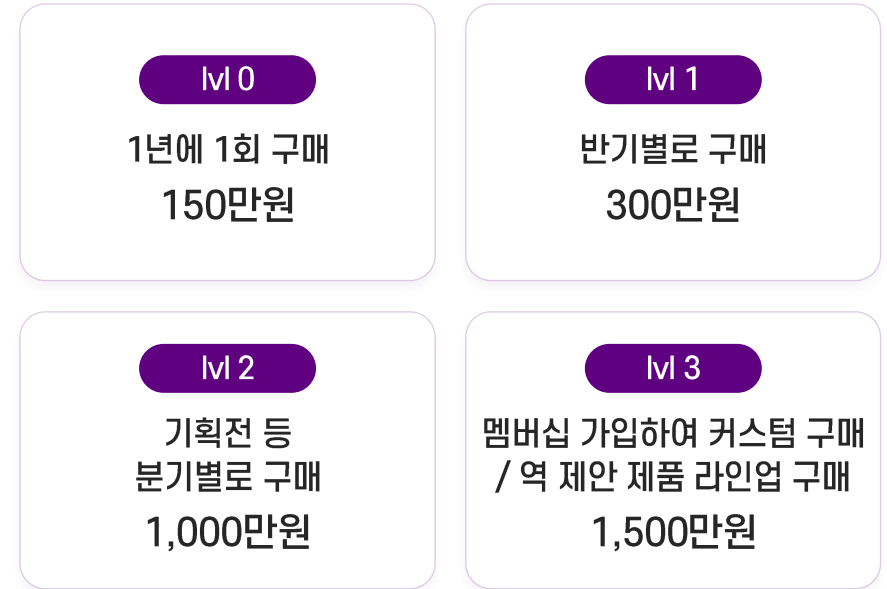 lvl 0
1년에 1회 구매
150만원
lvl 1
반기별로 구매
300만원
lvl 2
기획전 등
분기별로 구매
1,000만원
lvl 3
멤버십 가입하여 커스텀 구매
/ 역 제안 제품 라인업 구매
1,500만원